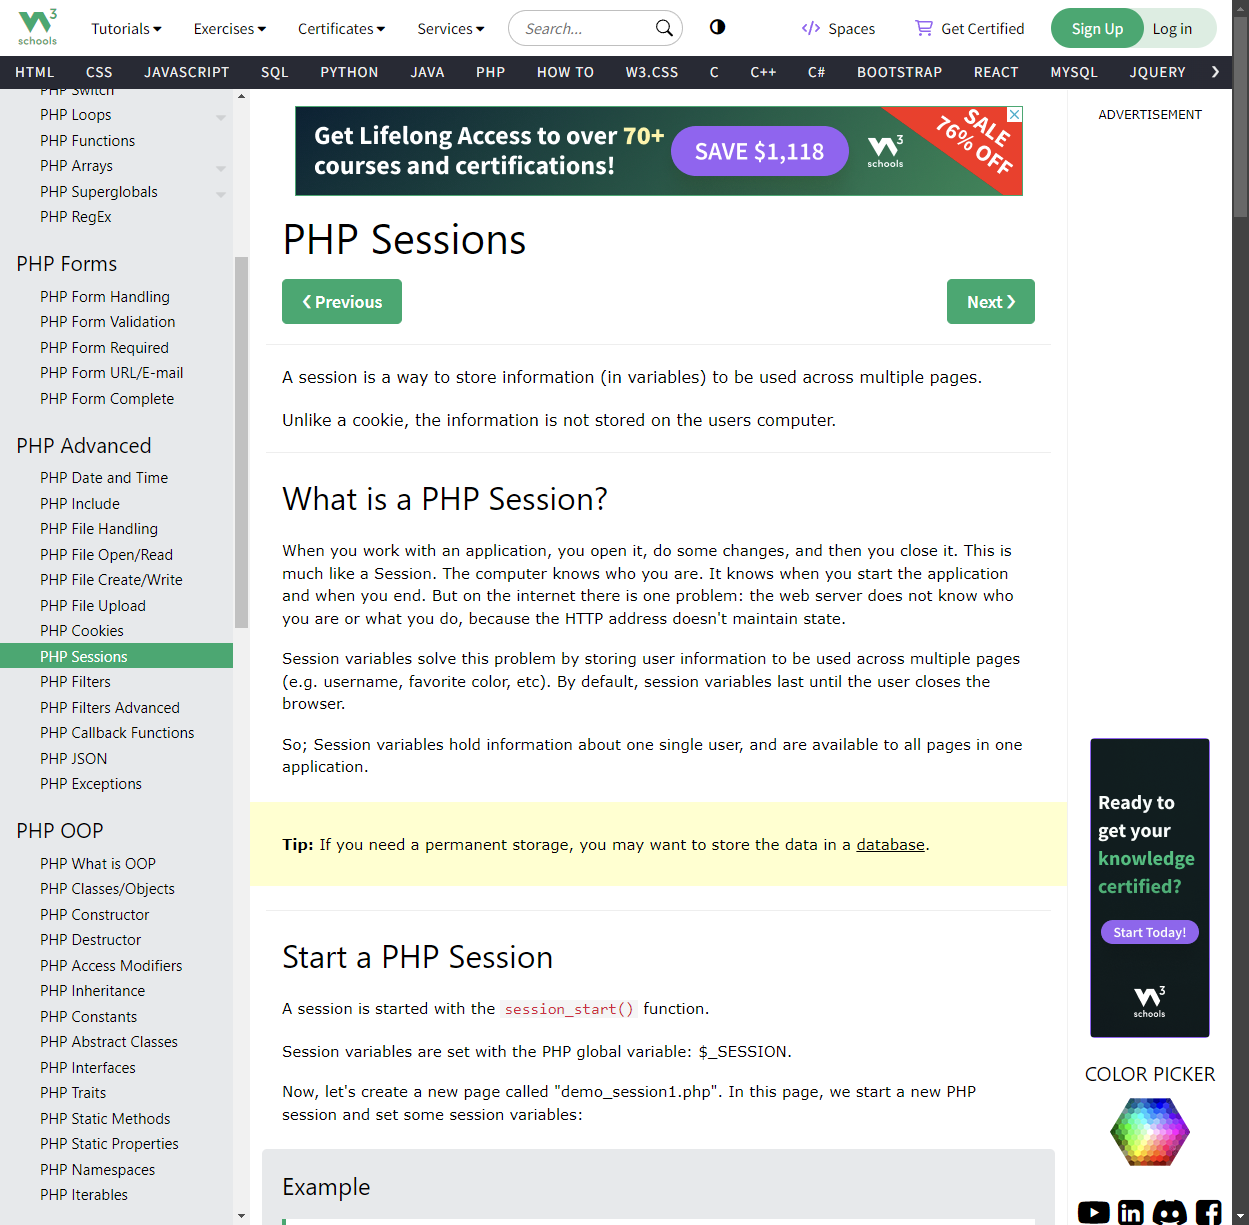 3
schools
Tutorials
Exercises
Certificates
Services
Search...
Spaces
Get Certified
Sign Up
Log in
HTML
CSS
JAVASCRIPT
SQL
PYTHON
JAVA
PHP
HOW TO
W3.CSS
C
C++
C#
BOOTSTRAP
REACT
MYSQL
JQUERY
PHP Switch
PHP Loops
PHP Functions
PHP Arrays
PHP Superglobals
PHP RegEx
PHP Forms
PHP Form Handling
PHP Form Validation
PHP Form Required
PHP Form URL/E-mail
PHP Form Complete
PHP Advanced
PHP Date and Time
PHP Include
PHP File Handling
PHP File Open/Read
PHP File Create/Write
PHP File Upload
PHP Cookies
PHP Sessions
PHP Filters
PHP Filters Advanced
PHP Callback Functions
PHP JSON
PHP Exceptions
PHP OOP
PHP What is OOP
PHP Classes/Objects
PHP Constructor
PHP Destructor
PHP Access Modifiers
PHP Inheritance
PHP Constants
PHP Abstract Classes
PHP Interfaces
PHP Traits
PHP Static Methods
PHP Static Properties
PHP Namespaces
PHP Iterables
Get Lifelong Access to over 70+
courses and certifications!
SAVE $1,118
3
schools
SALE
76% OFF
PHP Sessions
❮ Previous
Next ❯
A session is a way to store information (in variables) to be used across multiple pages.
Unlike a cookie, the information is not stored on the users computer.
What is a PHP Session?
When you work with an application, you open it, do some changes, and then you close it. This is
much like a Session. The computer knows who you are. It knows when you start the application
and when you end. But on the internet there is one problem: the web server does not know who
you are or what you do, because the HTTP address doesn't maintain state.
Session variables solve this problem by storing user information to be used across multiple pages
(e.g. username, favorite color, etc). By default, session variables last until the user closes the
browser.
So; Session variables hold information about one single user, and are available to all pages in one
application.
Tip: If you need a permanent storage, you may want to store the data in a database.
Start a PHP Session
A session is started with the session_start() function.
Session variables are set with the PHP global variable: $_SESSION.
Now, let's create a new page called "demo_session1.php". In this page, we start a new PHP
session and set some session variables:
Example
ADVERTISEMENT
Ready to
get your
knowledge
certified?
Start Today!
3
schools
COLOR PICKER